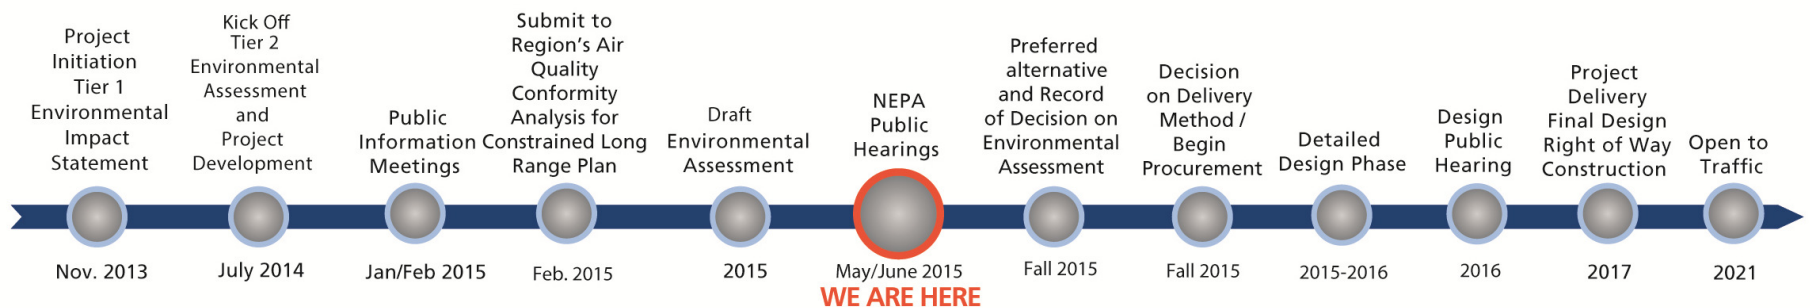 Project
Initiation
Tier 1
Environmental
Impact
Statement
Nov. 2013
Kick Off
Tier 2
Environmental
Assessment
and
Project
Development
July 2014
Public
Information
Meetings
Jan/Feb 2015
Submit to
Region's Air
Quality
Conformity
Analysis for
Constrained Long
Range Plan
Feb. 2015
Draft
Environmental
Assessment
2015
NEPA
Public
Hearings
May/June 2015
WE ARE HERE
Preferred
alternative
and Record
of Decision on
Environmental
Assessment
Fall 2015
Decision
on Delivery
Method /
Begin
Procurement
Fall 2015
Detailed
Design Phase
2015-2016
Design
Public
Hearing
2016
Project
Delivery
Final Design
Right of Way
Construction
2017
Open to
Traffic
2021